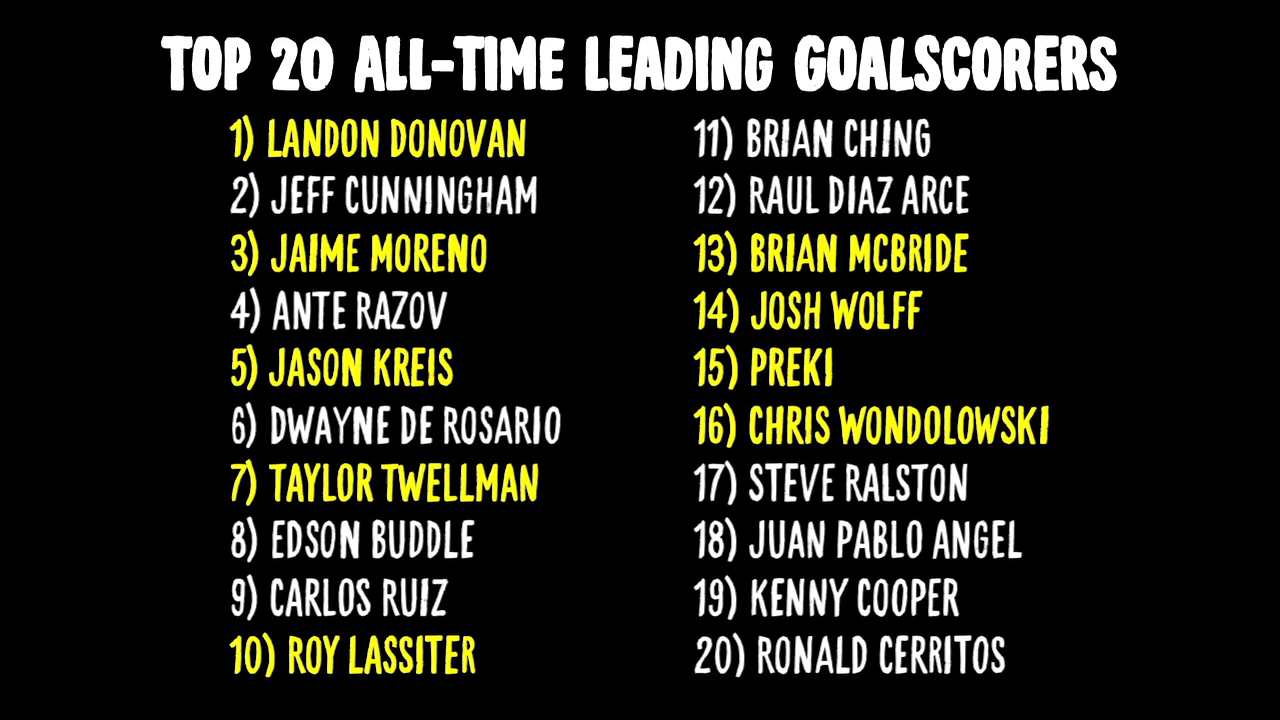 TOP 20 ALL-TIME LEADING GOALSCORERS
1) LANDON DONOVAN
2) JEFF CUNNINGHAM
3) JAIME MORENO
4) ANTE RAZOV
5) JASON KREIS
6) DWAYNE DE ROSARIO
7) TAYLOR TWELLMAN
8) EDSON BUDDLE
9) CARLOS RUIZ
10) ROY LASSITER
11) BRIAN CHING
12) RAUL DIAZ ARCE
13) BRIAN MCBRIDE
14) JOSH WOLFF
15) PREKI
16) CHRIS WONDOLOWSKI
17) STEVE RALSTON
18) JUAN PABLO ANGEL
19) KENNY COOPER
20) RONALD CERRITOS